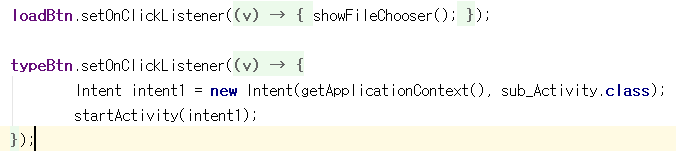 loadBtn.setOnClickListener((v) → { showFileChooser(); });
typeBtn.setOnClickListener((v) → {
Intent intent1 = new Intent(getApplicationContext(), sub_Activity.class);
startActivity(intent1);
});